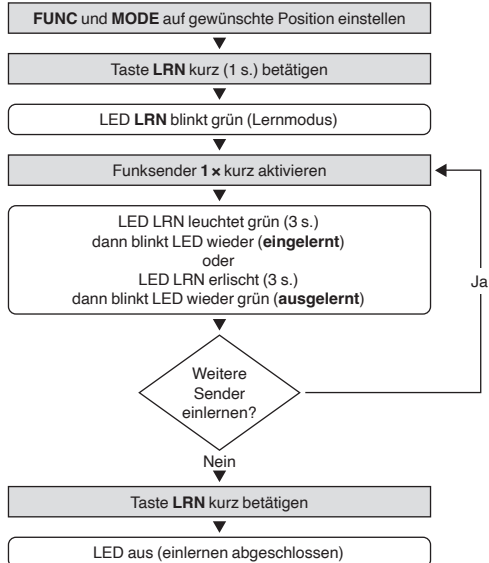 FUNC und MODE auf gewünschte Position einstellen
Taste LRN kurz (1 s.) betätigen
LED LRN blinkt grün (Lernmodus)
Funksender 1 × kurz aktivieren
LED LRN leuchtet grün (3 s.)
dann blinkt LED wieder (eingelernt)
oder
LED LRN erlischt (3 s.)
dann blinkt LED wieder grün (ausgelernt)
Ja
Weitere
Sender
einlernen?
Nein
Taste LRN kurz betätigen
LED aus (einlernen abgeschlossen)